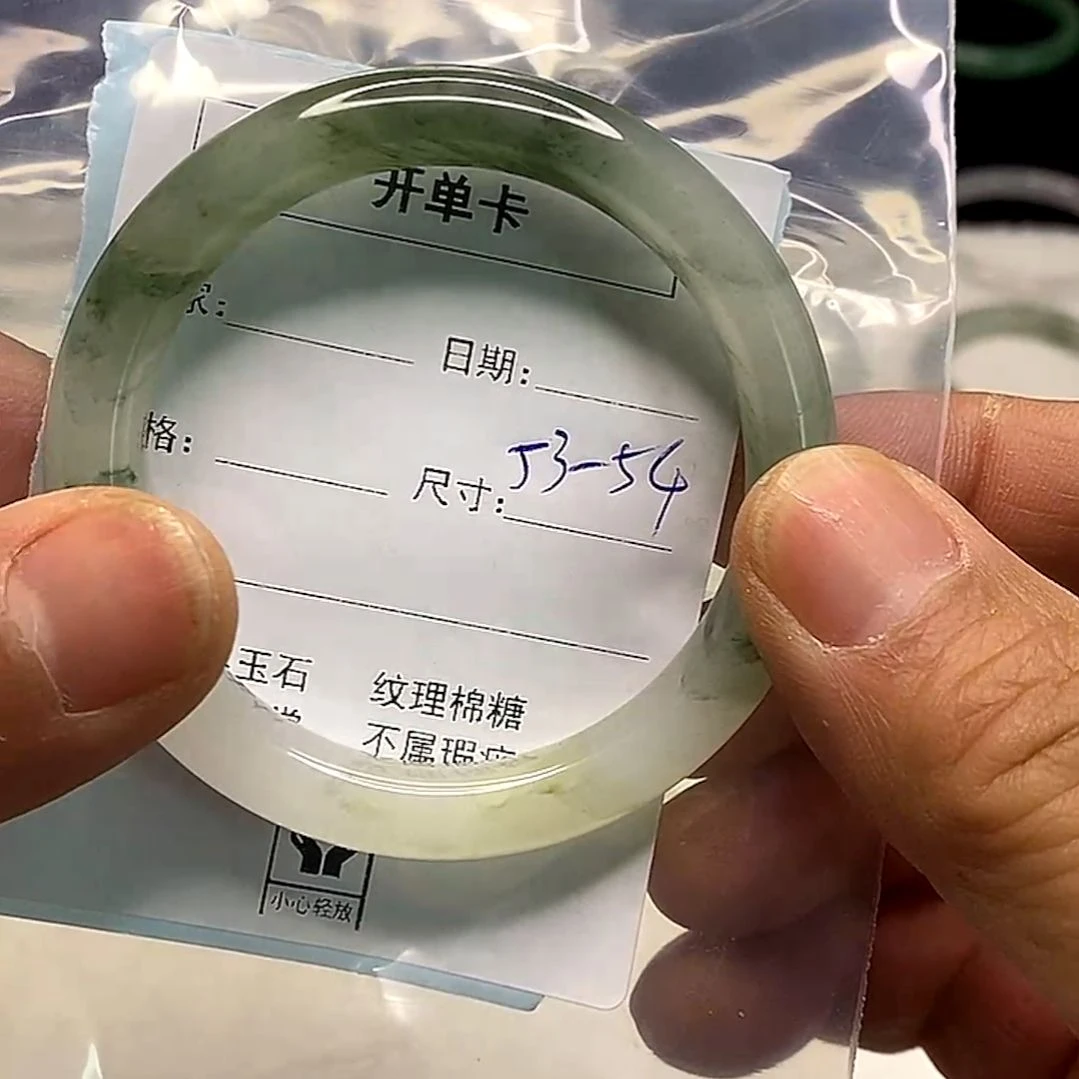 开单卡
日期:
格:
尺寸: 53-54
玉石 纹理棉糖
不属瑕疵
小心轻放